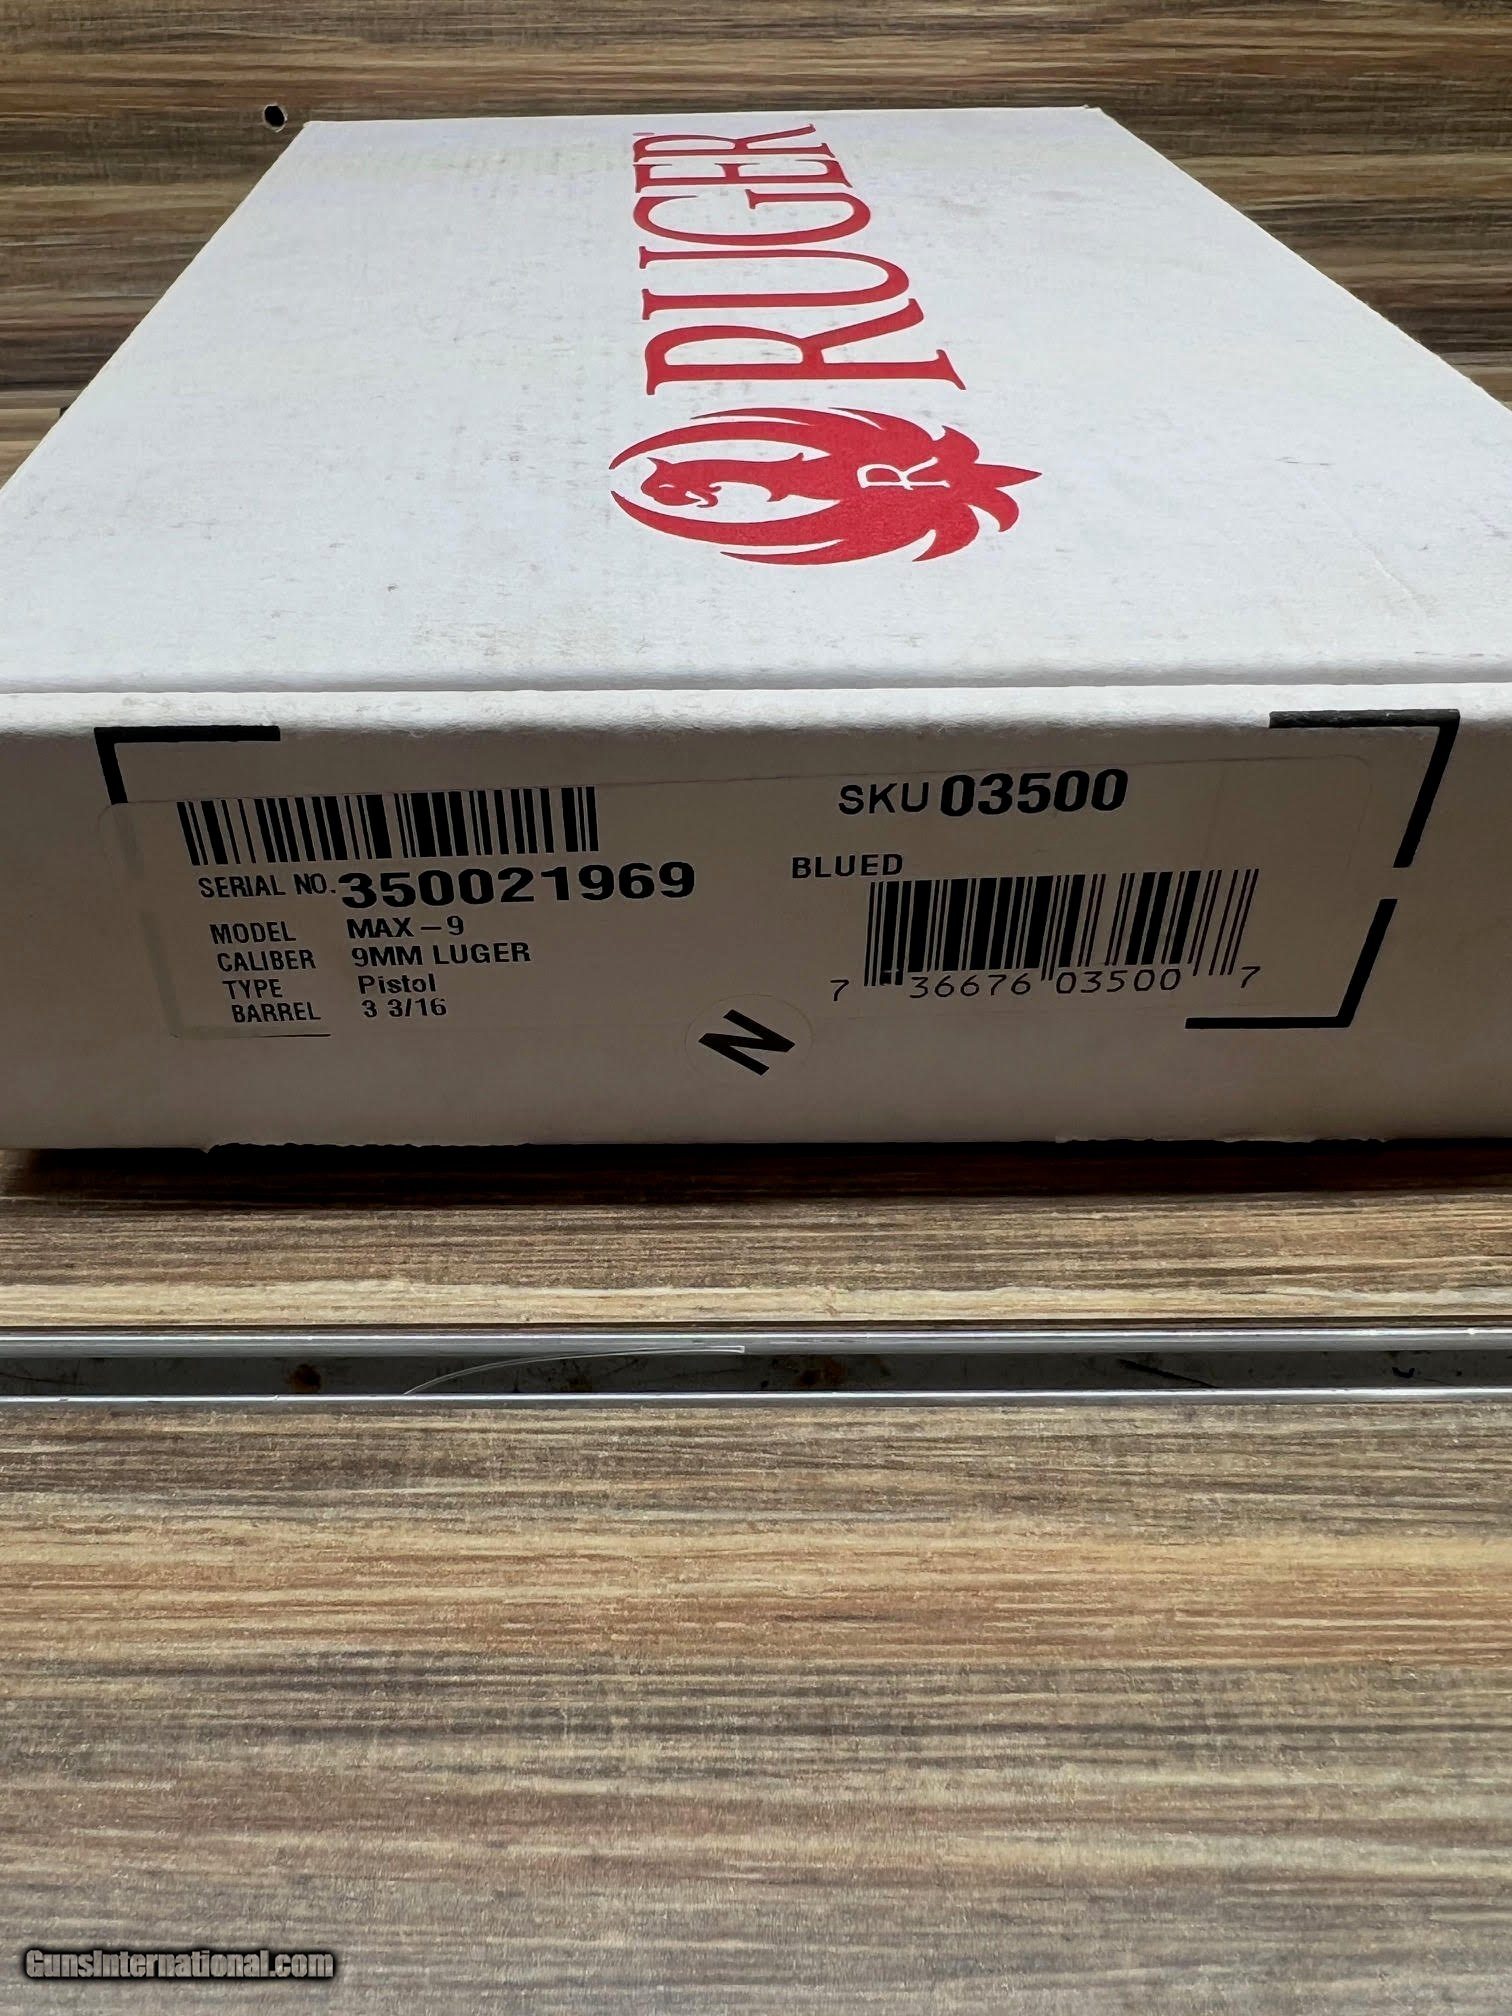 RUGER
R
SKU 03500
SERIAL NO. 350021969
BLUED
MODEL MAX-9
CALIBER 9MM LUGER
TYPE Pistol
BARREL 3 3/16
7 36676 03500 7
N
GunsInternational.com